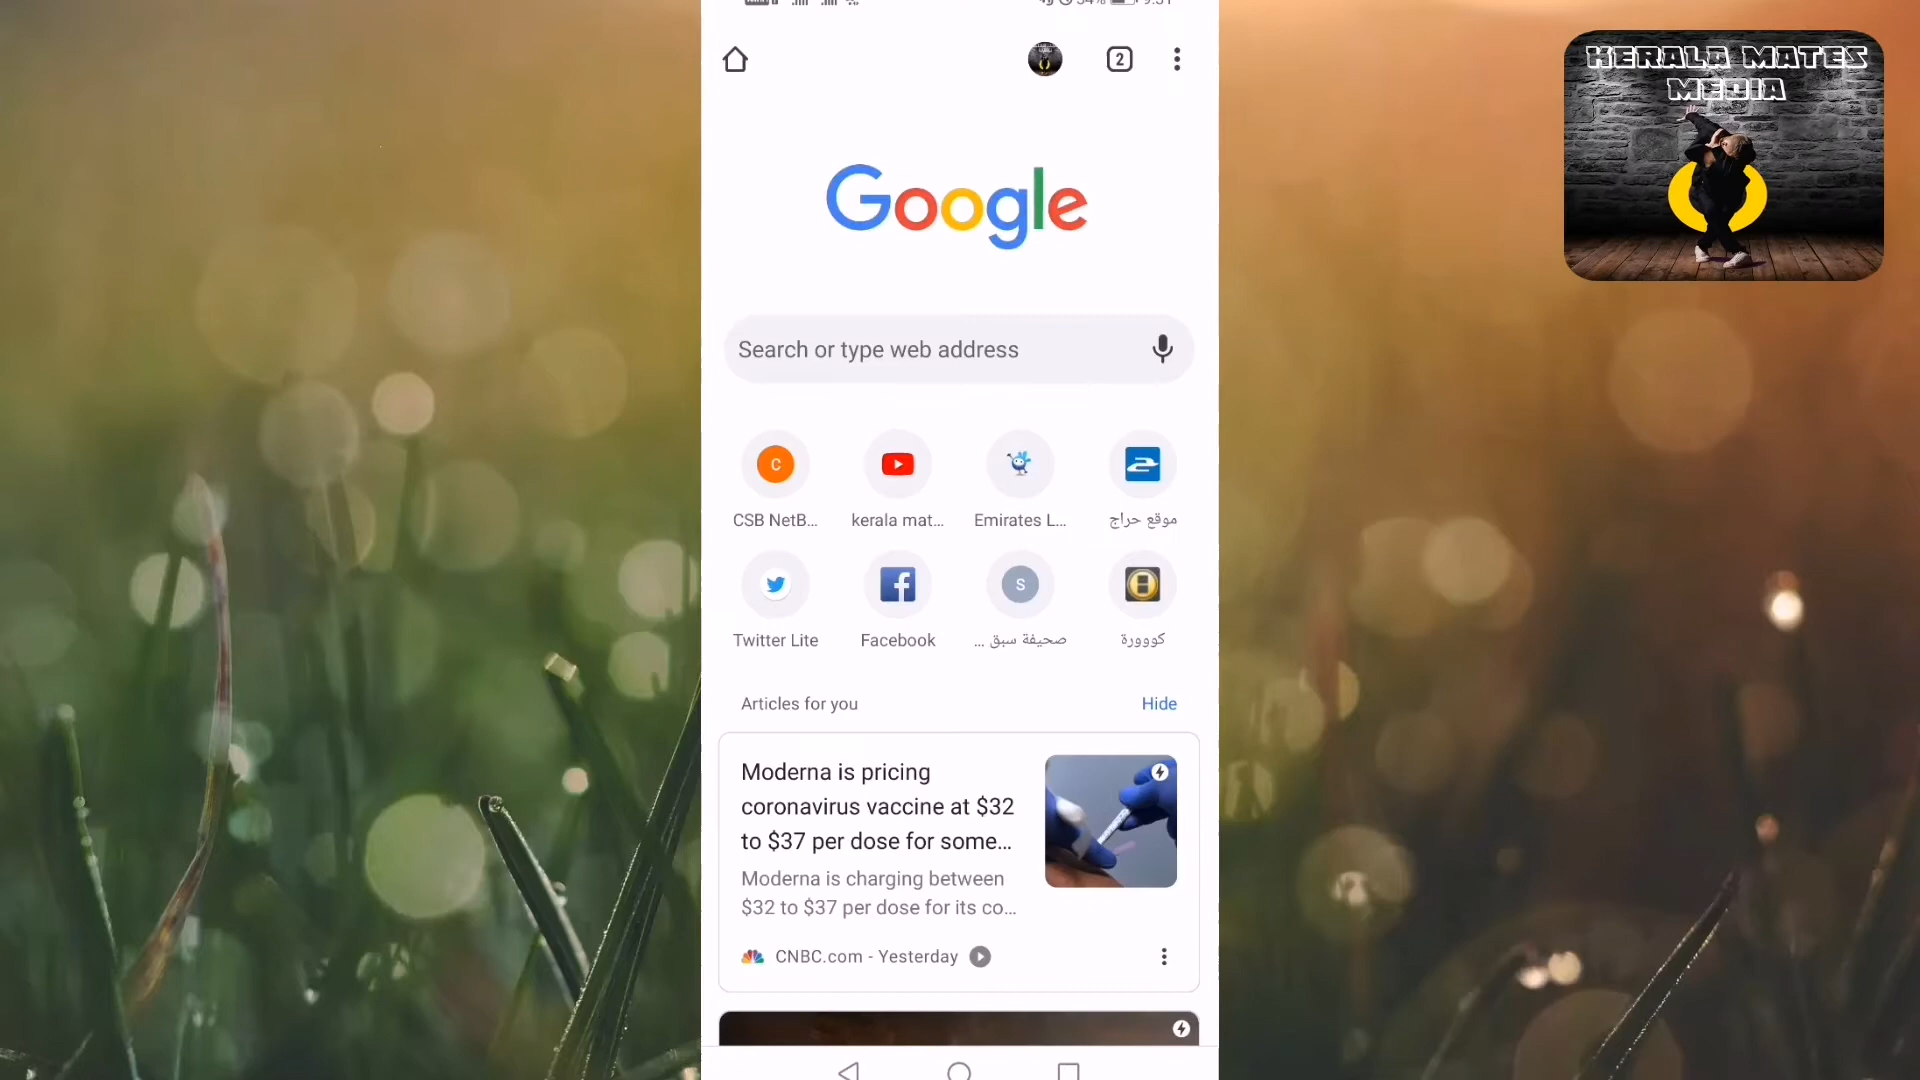 KERALA MATES
MEDIA
2
Google
Search or type web address
C
CSB NetB...
kerala mat...
Emirates L...
موقع حراج
Twitter Lite
Facebook
S
صحيفة سبق ...
كووورة
Articles for you
Hide
Moderna is pricing
coronavirus vaccine at $32
to $37 per dose for some...
Moderna is charging between
$32 to $37 per dose for its co...
CNBC.com - Yesterday